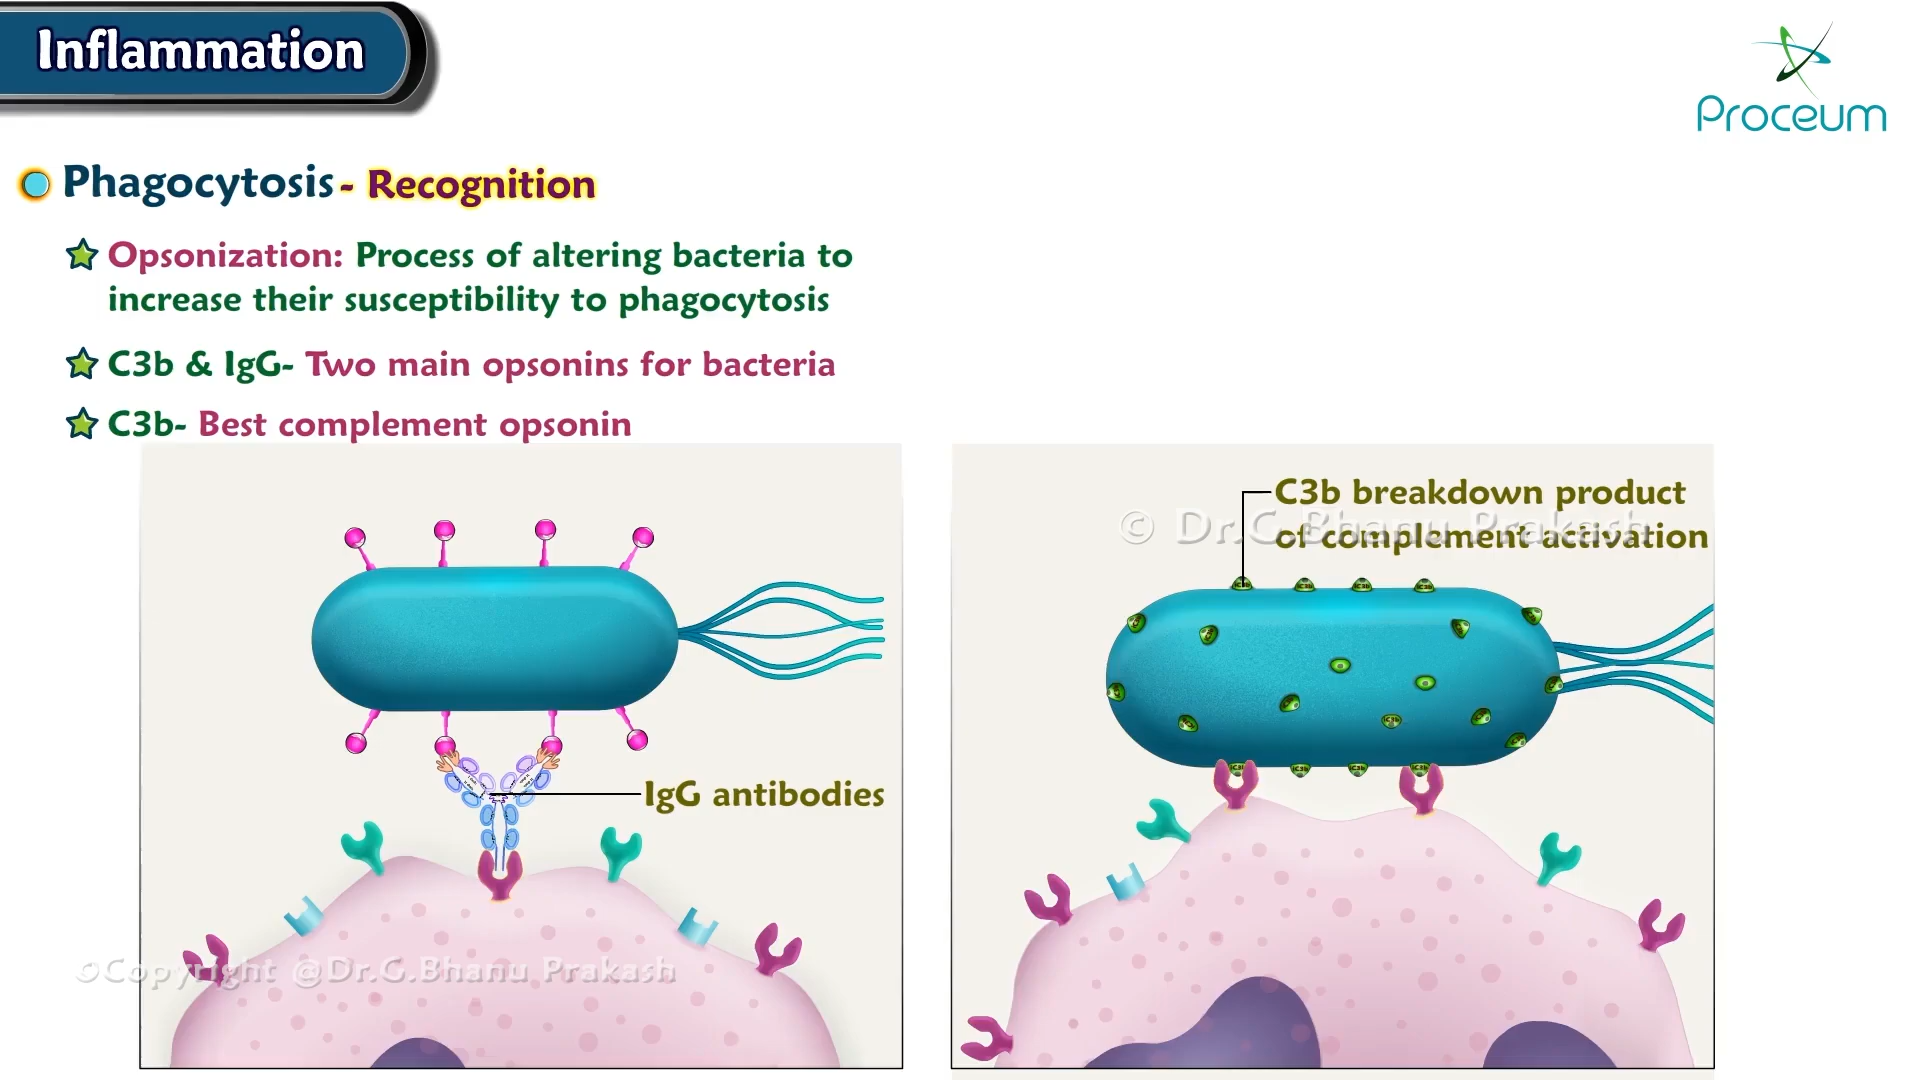 Inflammation
Proceum
Phagocytosis - Recognition
Opsonization: Process of altering bacteria to
increase their susceptibility to phagocytosis
C3b & IgG- Two main opsonins for bacteria
C3b- Best complement opsonin
C3b breakdown product
© Dr.G.Bhanu Prakash
of complement activation
IgG antibodies
©Copyright @Dr.G.Bhanu Prakash